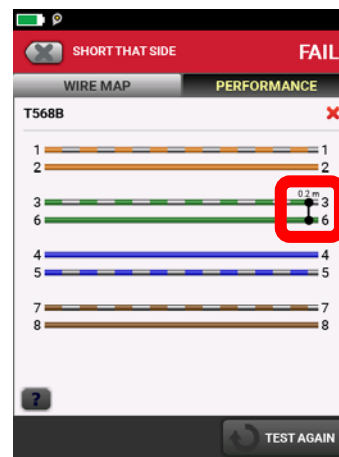 SHORT THAT SIDE FAIL
WIRE MAP PERFORMANCE
T568B
1 1
2 2
0.2 m
3 3
6 6
4 4
5 5
7 7
8 8
?
TEST AGAIN